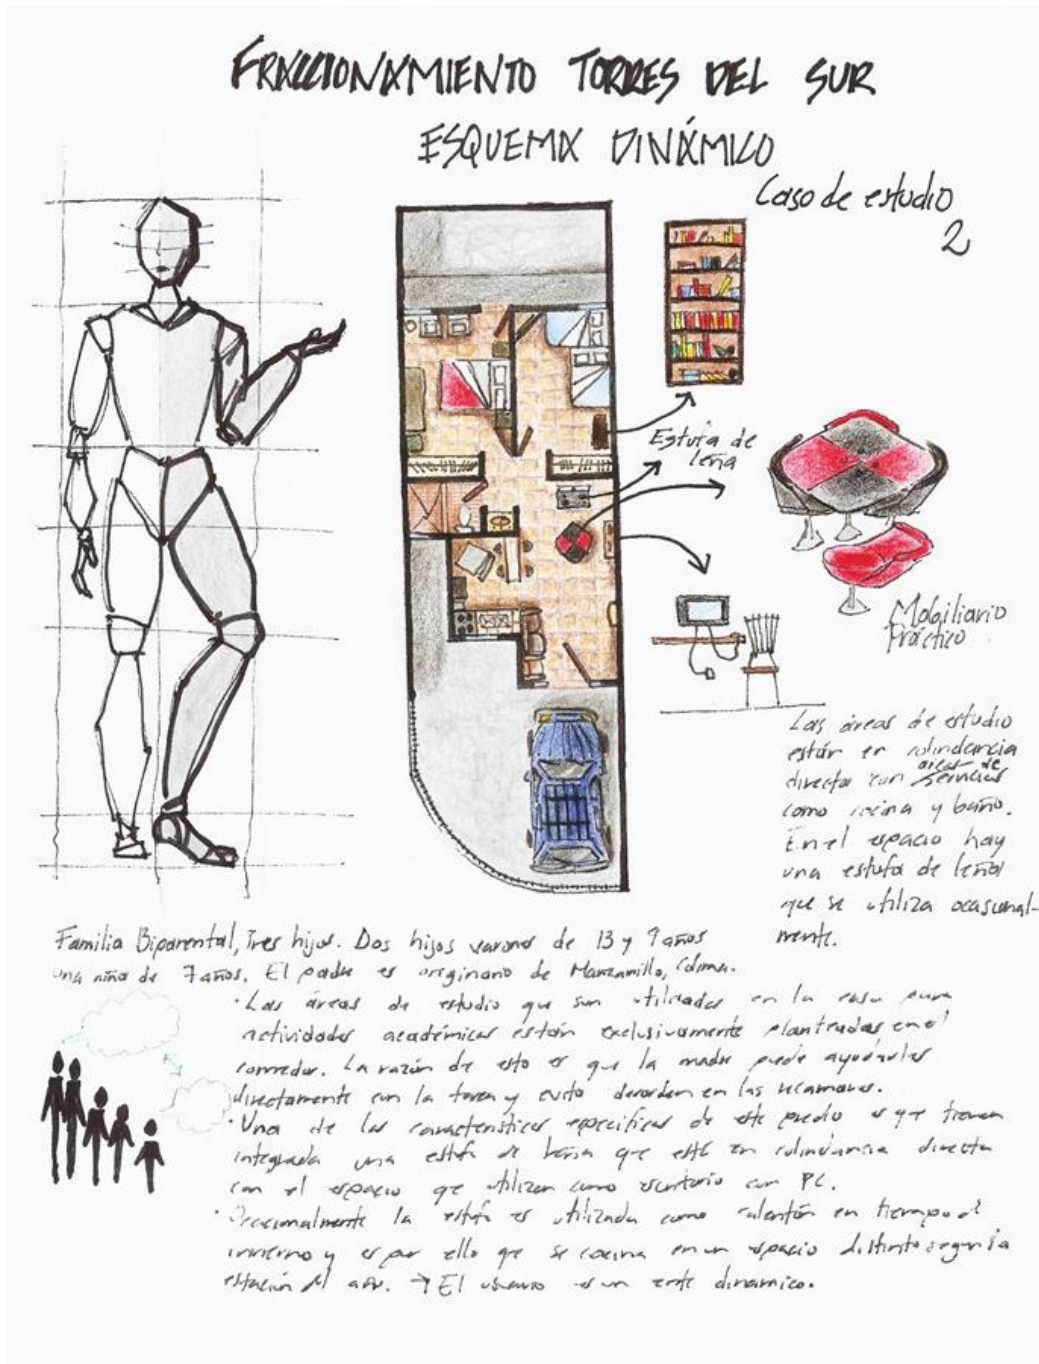 FRACCIONAMIENTO TORRES DEL SUR
ESQUEMA DINÁMICO
Caso de estudio
2
Estufa de
leña
Mobiliario
Práctico
Las áreas de estudio
están en colindancia
directa con áreas de servicios
como cocina y baño.
En el espacio hay
una estufa de leña
que se utiliza ocasional-
mente.
Familia Biparental, Tres hijos. Dos hijos varones de 13 y 9 años
una niña de 7 años. El padre es originario de Manzanillo, Colima.
· Las áreas de estudio que son utilizadas en la casa para
actividades académicas están exclusivamente planteadas en el
comedor. La razón de esto es que la madre puede ayudarles
directamente con la tarea y evita desorden en las recamaras.
· Una de las características específicas de este predio es que tienen
integrada una estufa de leña que está en colindancia directa
con el espacio que utilizan como escritorio con PC.
· Ocasionalmente la estufa es utilizada como calentón en tiempo de
invierno y es por ello que se cocina en un espacio distinto según la
estación del año. → El usuario es un ente dinamico.